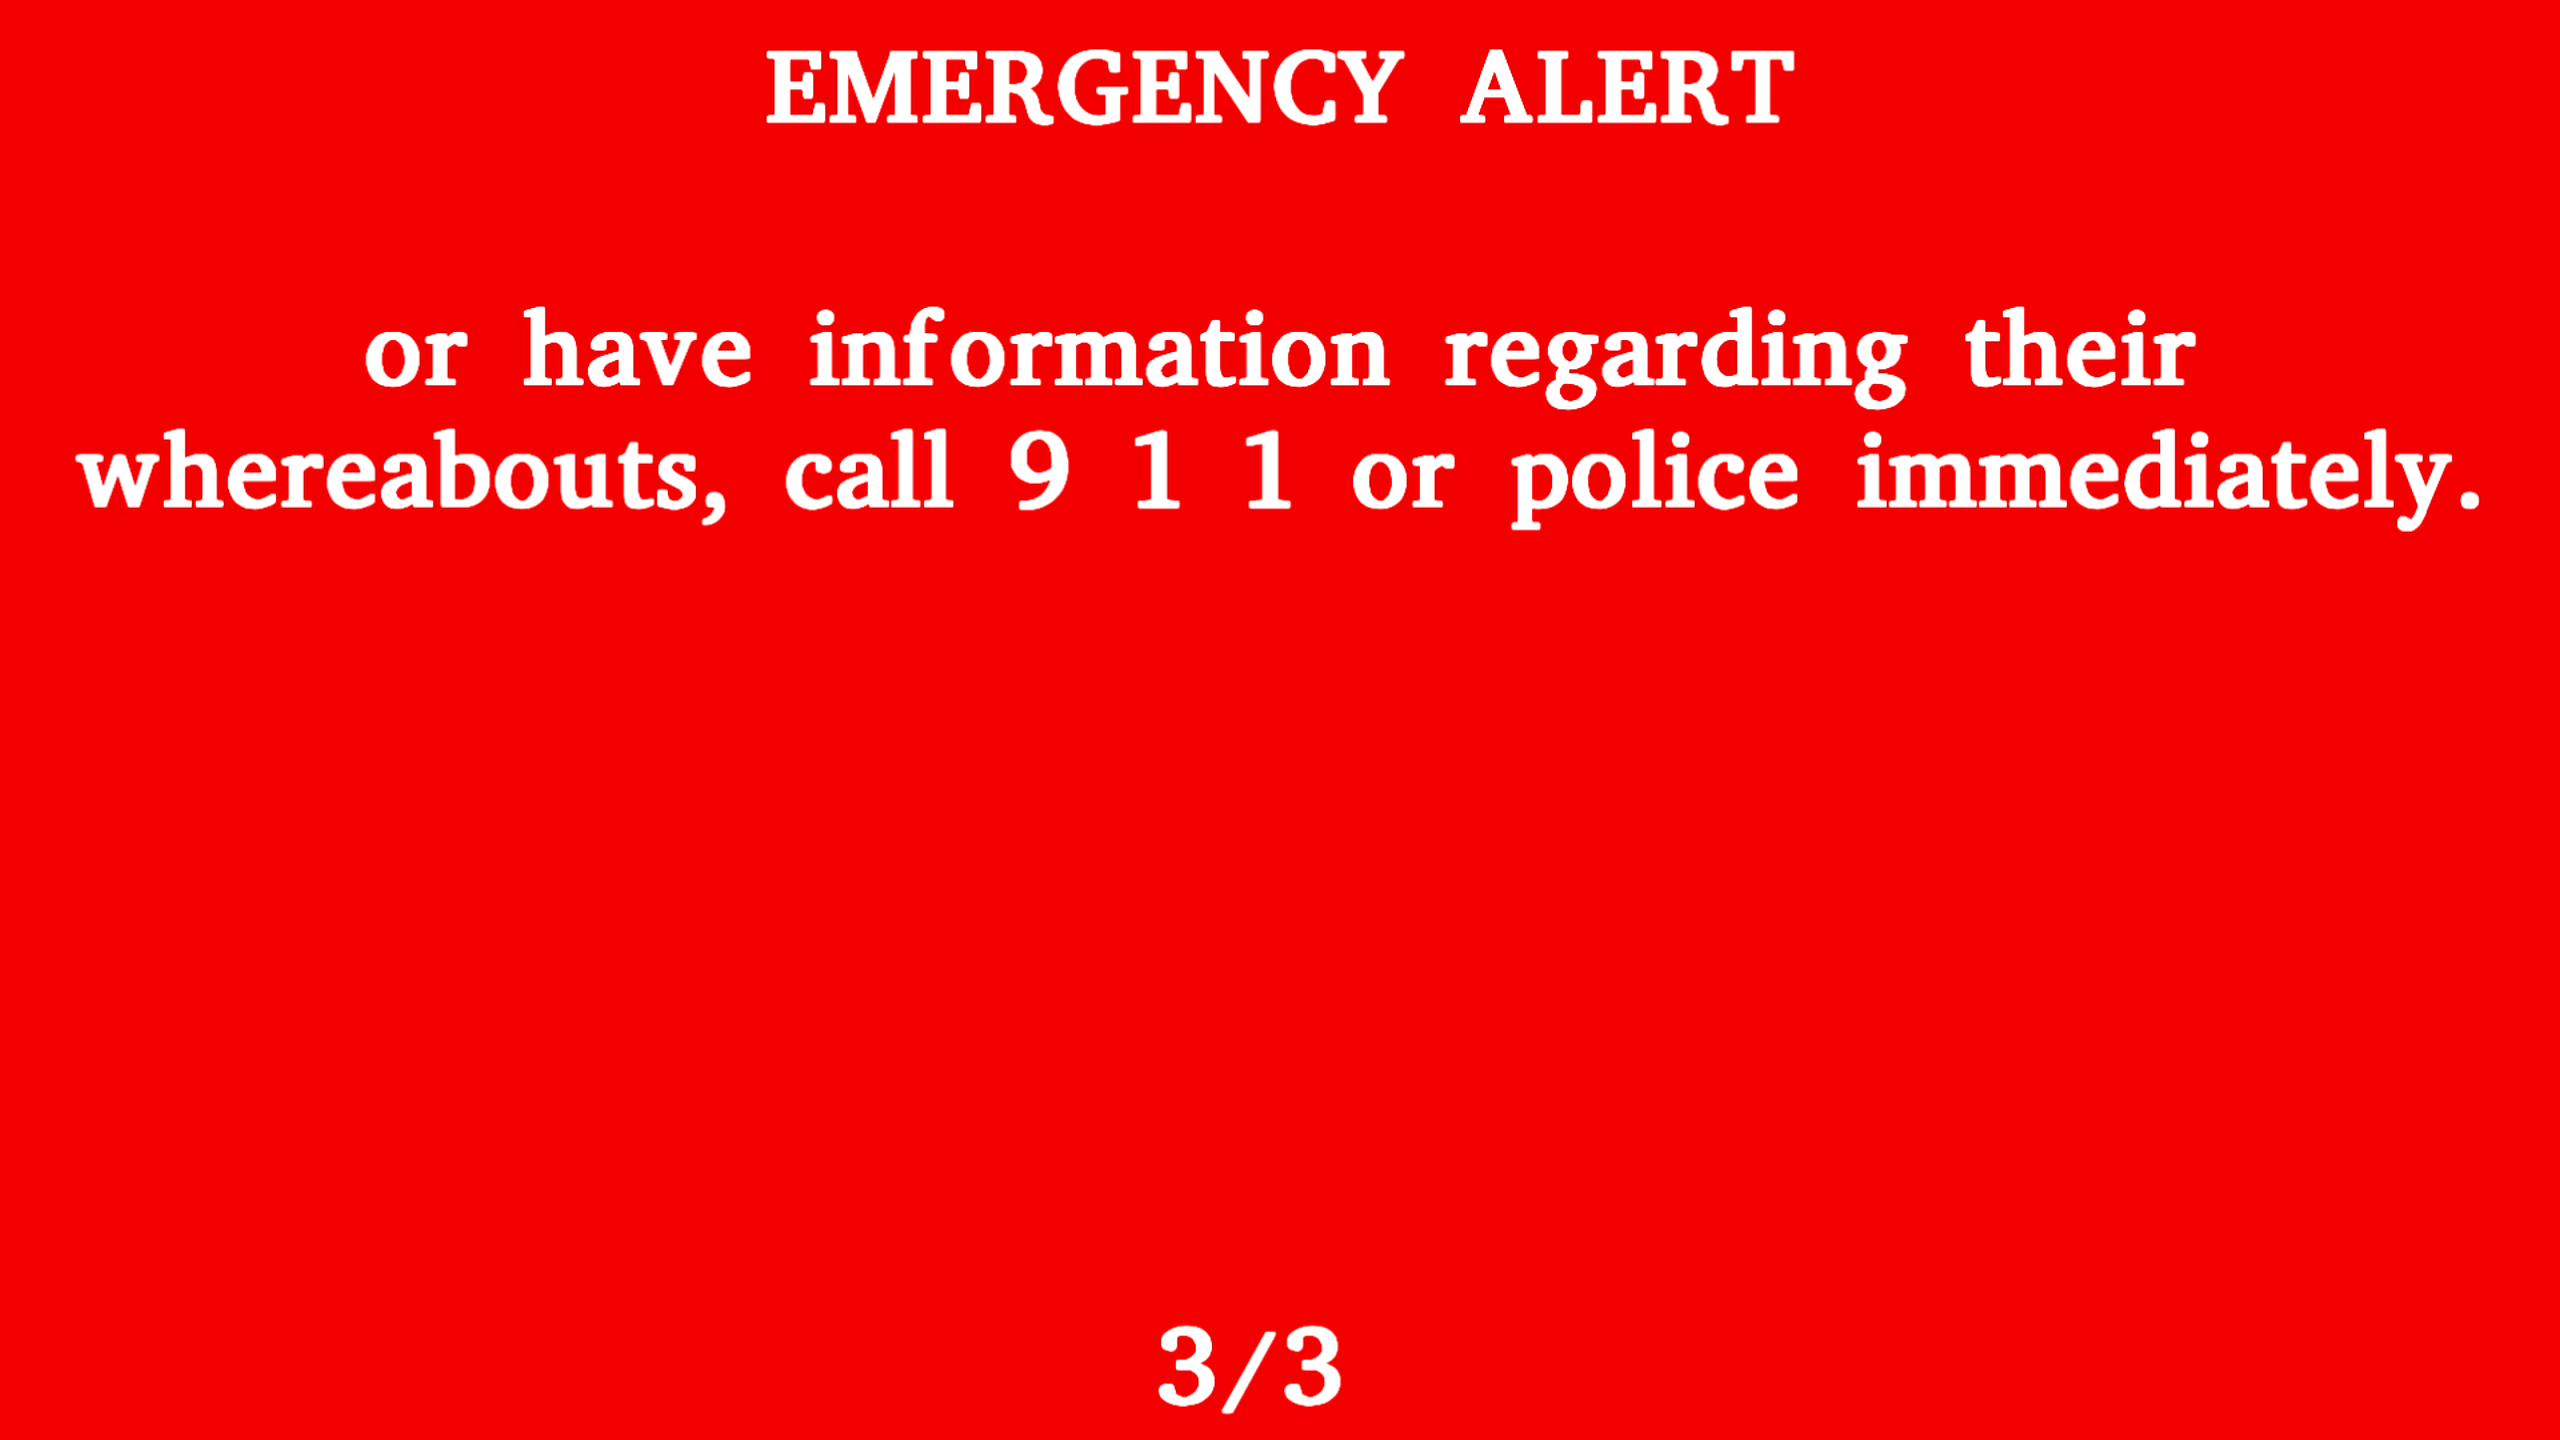 EMERGENCY ALERT
or have information regarding their
whereabouts, call 9 1 1 or police immediately.
3/3